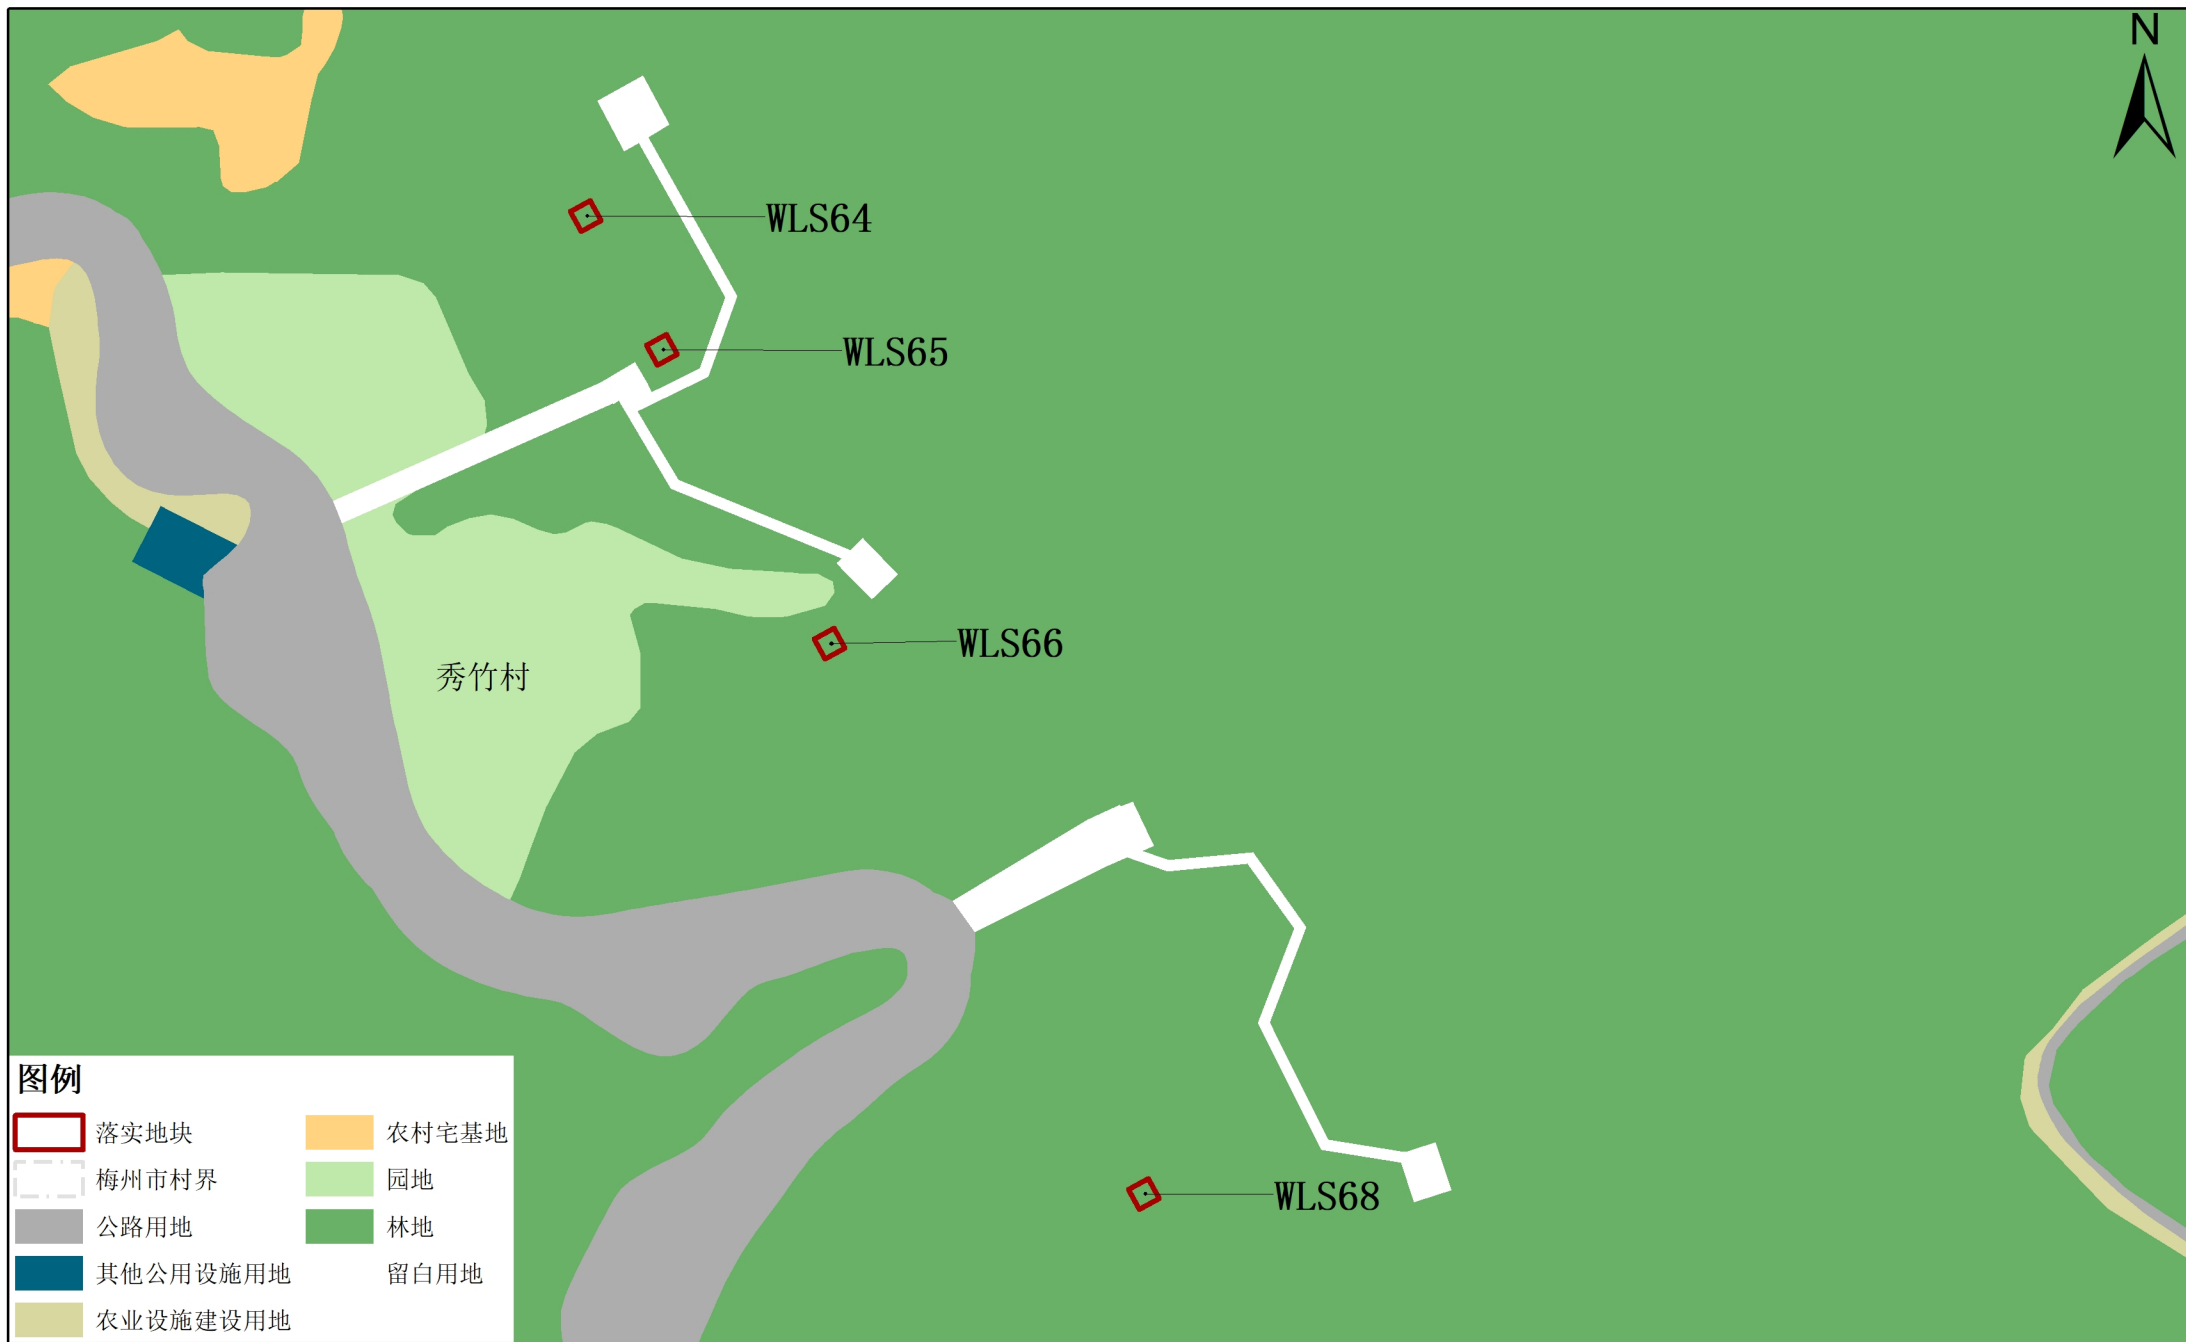 N
WLS64
WLS65
WLS66
秀竹村
WLS68
图例
落实地块
农村宅基地
梅州市村界
园地
公路用地
林地
其他公用设施用地
留白用地
农业设施建设用地